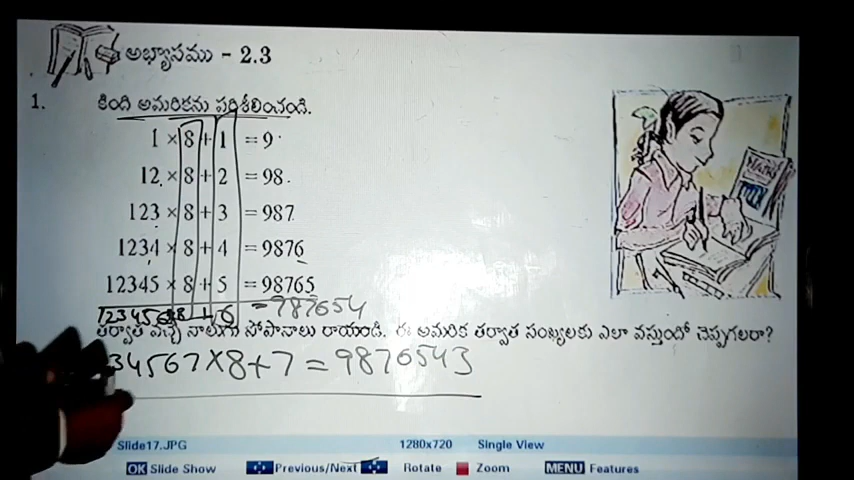 అభ్యాసము - 2.3
1. కింది అమరికను పరిశీలించండి.
1 × 8 + 1 = 9
12 × 8 + 2 = 98
123 × 8 + 3 = 987
1234 × 8 + 4 = 9876
12345 × 8 + 5 = 98765
123456×8 + 6 = 987654
తర్వాత వచ్చే నాలుగు సోపానాలు రాయండి. ఈ అమరిక తర్వాత సంఖ్యలకు ఎలా వస్తుందో చెప్పగలరా?
34567×8+7 = 9876543
MATHS
Slide17.JPG 1280x720 Single View
OK Slide Show Previous/Next Rotate Zoom MENU Features